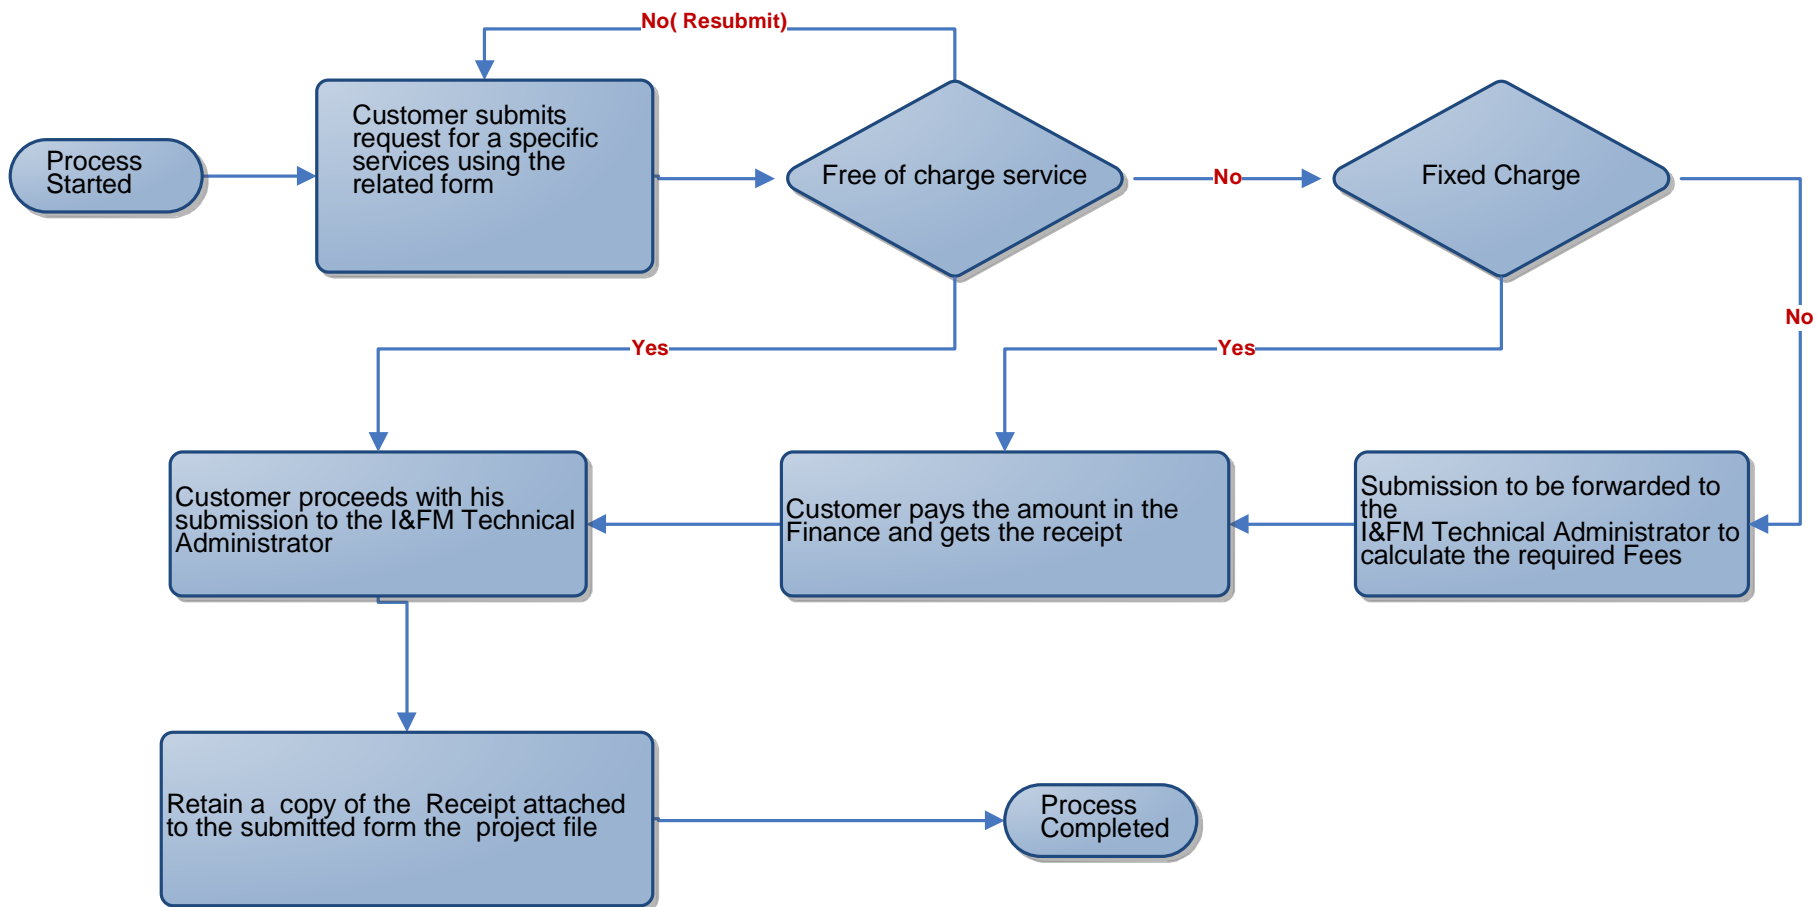 No( Resubmit)
Process
Started
Customer submits
request for a specific
services using the
related form
Free of charge service
No
Fixed Charge
No
Yes
Yes
Customer proceeds with his
submission to the I&FM Technical
Administrator
Customer pays the amount in the
Finance and gets the receipt
Submission to be forwarded to
the
I&FM Technical Administrator to
calculate the required Fees
Retain a  copy of the  Receipt attached
to the submitted form the  project file
Process
Completed